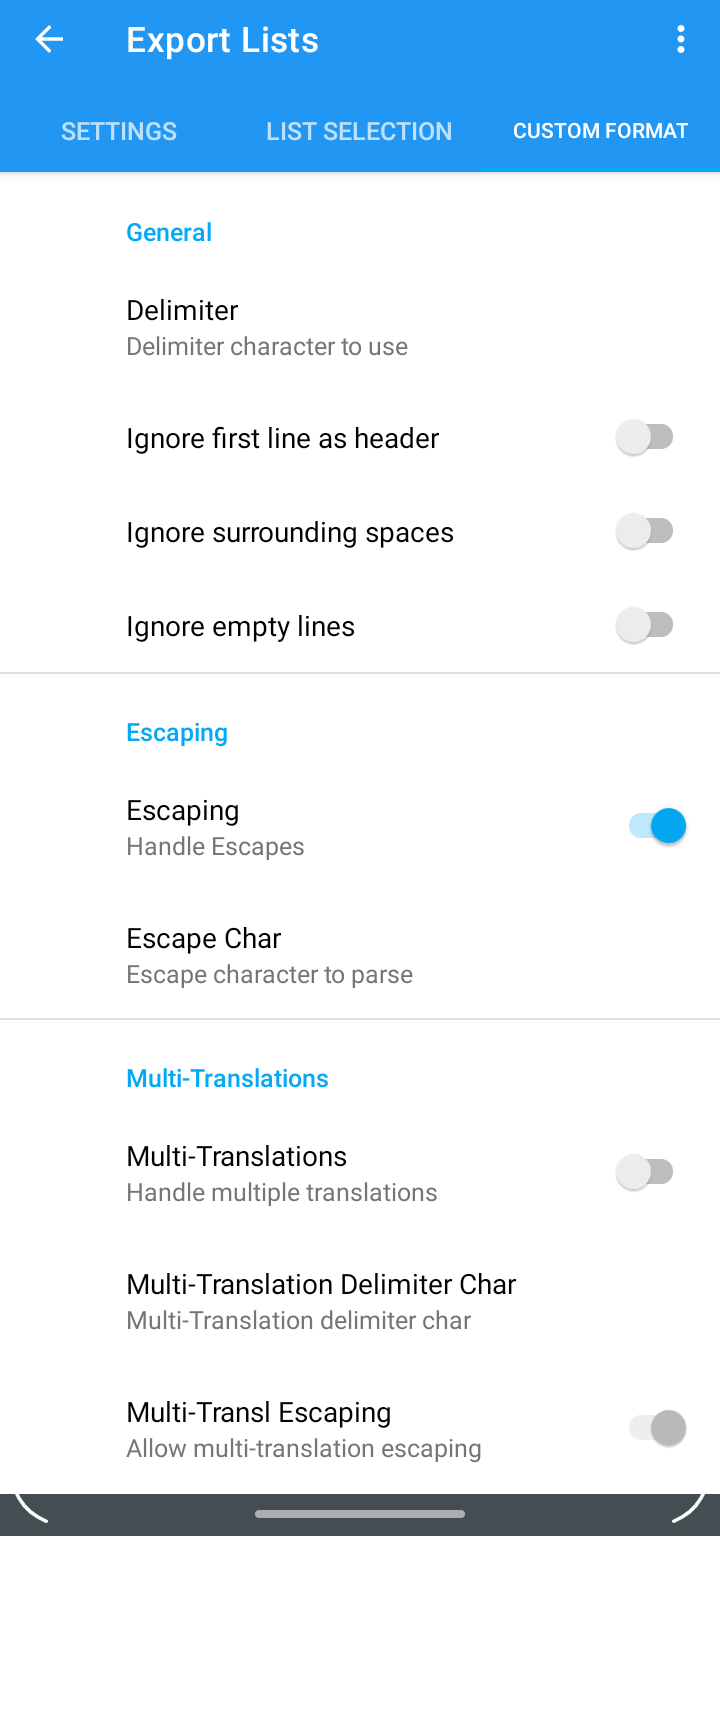 Export Lists
SETTINGS
LIST SELECTION
CUSTOM FORMAT
General
Delimiter
Delimiter character to use
Ignore first line as header
Ignore surrounding spaces
Ignore empty lines
Escaping
Escaping
Handle Escapes
Escape Char
Escape character to parse
Multi-Translations
Multi-Translations
Handle multiple translations
Multi-Translation Delimiter Char
Multi-Translation delimiter char
Multi-Transl Escaping
Allow multi-translation escaping